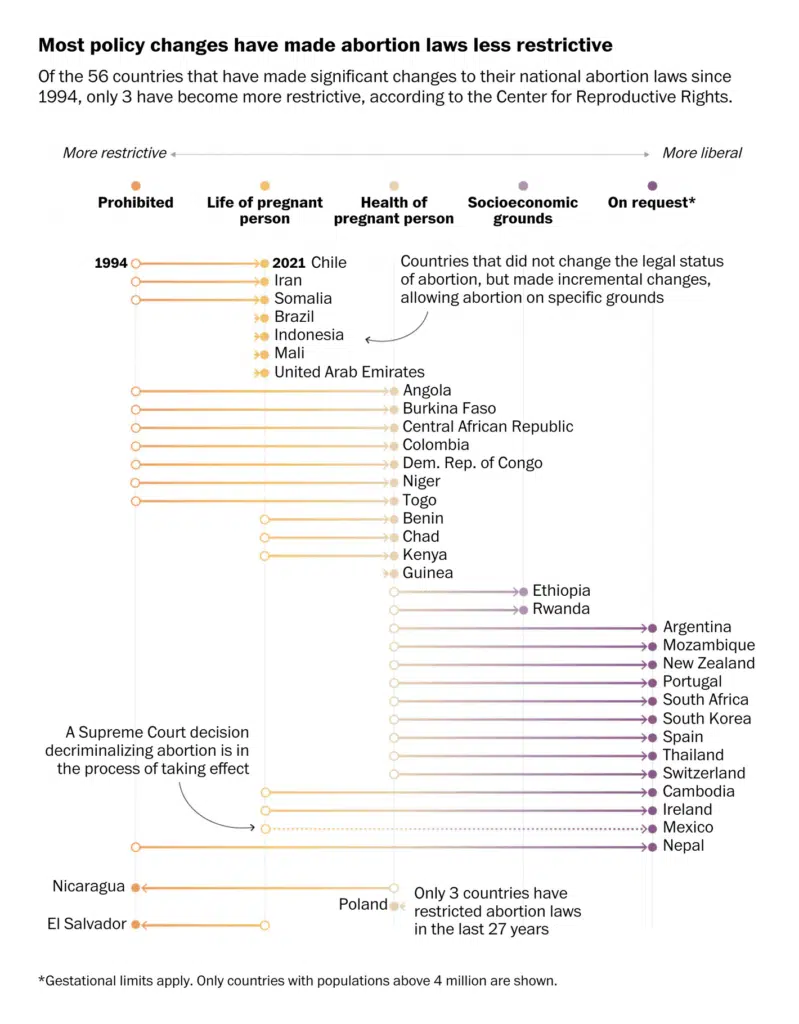 Most policy changes have made abortion laws less restrictive
Of the 56 countries that have made significant changes to their national abortion laws since
1994, only 3 have become more restrictive, according to the Center for Reproductive Rights.
More restrictive
More liberal
Prohibited
Life of pregnant
person
Health of
pregnant person
Socioeconomic
grounds
On request*
1994
2021 Chile
Countries that did not change the legal status
of abortion, but made incremental changes,
allowing abortion on specific grounds
Iran
Somalia
Brazil
Indonesia
Mali
United Arab Emirates
Angola
Burkina Faso
Central African Republic
Colombia
Dem. Rep. of Congo
Niger
Togo
Benin
Chad
Kenya
Guinea
Ethiopia
Rwanda
Argentina
Mozambique
New Zealand
Portugal
South Africa
South Korea
Spain
Thailand
Switzerland
Cambodia
Ireland
Mexico
Nepal
A Supreme Court decision
decriminalizing abortion is in
the process of taking effect
Nicaragua
Poland
El Salvador
Only 3 countries have
restricted abortion laws
in the last 27 years
*Gestational limits apply. Only countries with populations above 4 million are shown.